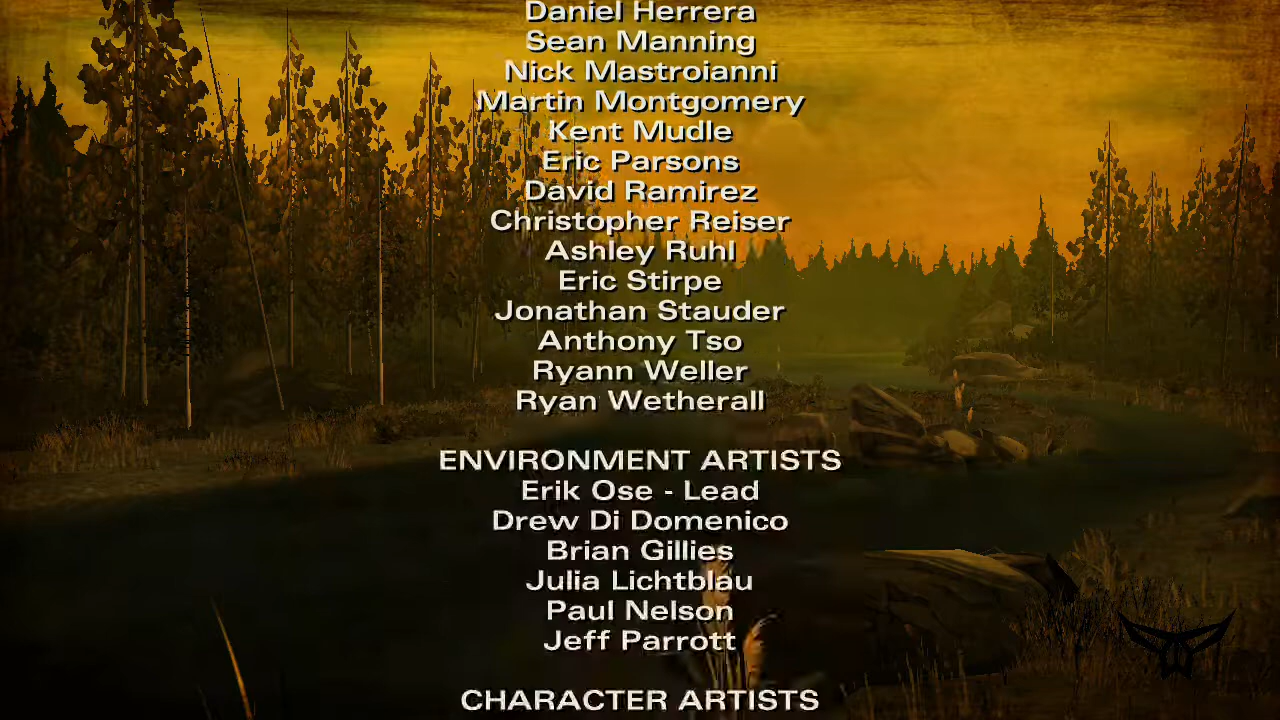 Daniel Herrera
Sean Manning
Nick Mastroianni
Martin Montgomery
Kent Mudle
Eric Parsons
David Ramirez
Christopher Reiser
Ashley Ruhl
Eric Stirpe
Jonathan Stauder
Anthony Tso
Ryann Weller
Ryan Wetherall
ENVIRONMENT ARTISTS
Erik Ose - Lead
Drew Di Domenico
Brian Gillies
Julia Lichtblau
Paul Nelson
Jeff Parrott
CHARACTER ARTISTS